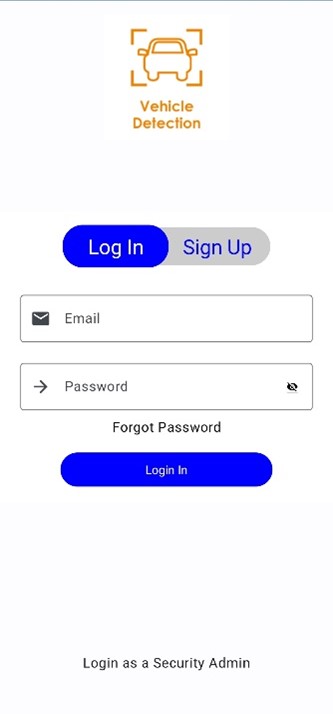 Vehicle
Detection
Log In Sign Up
Email
Password
Forgot Password
Login In
Login as a Security Admin